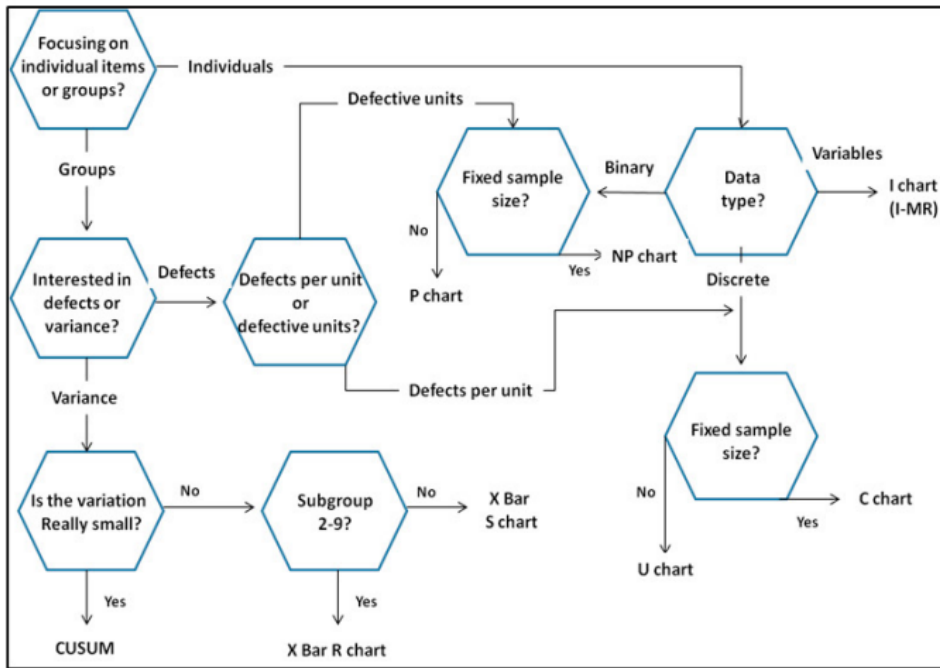 Focusing on
individual items
or groups?
Individuals
Defective units
Groups
Fixed sample
size?
Binary
Data
type?
Variables
I chart
(I-MR)
No
Yes
NP chart
P chart
Discrete
Interested in
defects or
variance?
Defects
Defects per unit
or
defective units?
Defects per unit
Variance
Fixed sample
size?
No
Yes
C chart
U chart
Is the variation
Really small?
No
Subgroup
2-9?
No
X Bar
S chart
Yes
CUSUM
Yes
X Bar R chart